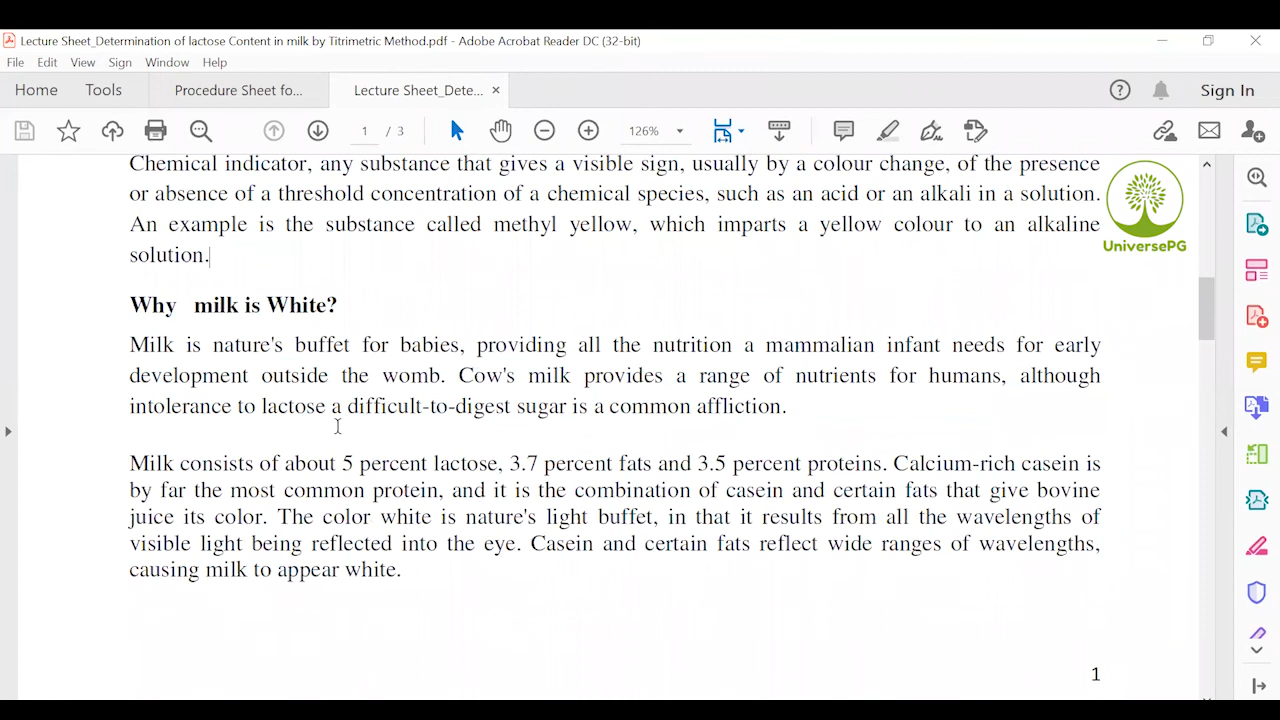 Lecture Sheet_Determination of lactose Content in milk by Titrimetric Method.pdf - Adobe Acrobat Reader DC (32-bit)
File Edit View Sign Window Help
Home Tools Procedure Sheet fo... Lecture Sheet_Dete... × Sign In
1 / 3 126%
Chemical indicator, any substance that gives a visible sign, usually by a colour change, of the presence
or absence of a threshold concentration of a chemical species, such as an acid or an alkali in a solution.
An example is the substance called methyl yellow, which imparts a yellow colour to an alkaline
solution.
UniversePG
Why milk is White?
Milk is nature's buffet for babies, providing all the nutrition a mammalian infant needs for early
development outside the womb. Cow's milk provides a range of nutrients for humans, although
intolerance to lactose a difficult-to-digest sugar is a common affliction.
Milk consists of about 5 percent lactose, 3.7 percent fats and 3.5 percent proteins. Calcium-rich casein is
by far the most common protein, and it is the combination of casein and certain fats that give bovine
juice its color. The color white is nature's light buffet, in that it results from all the wavelengths of
visible light being reflected into the eye. Casein and certain fats reflect wide ranges of wavelengths,
causing milk to appear white.
1